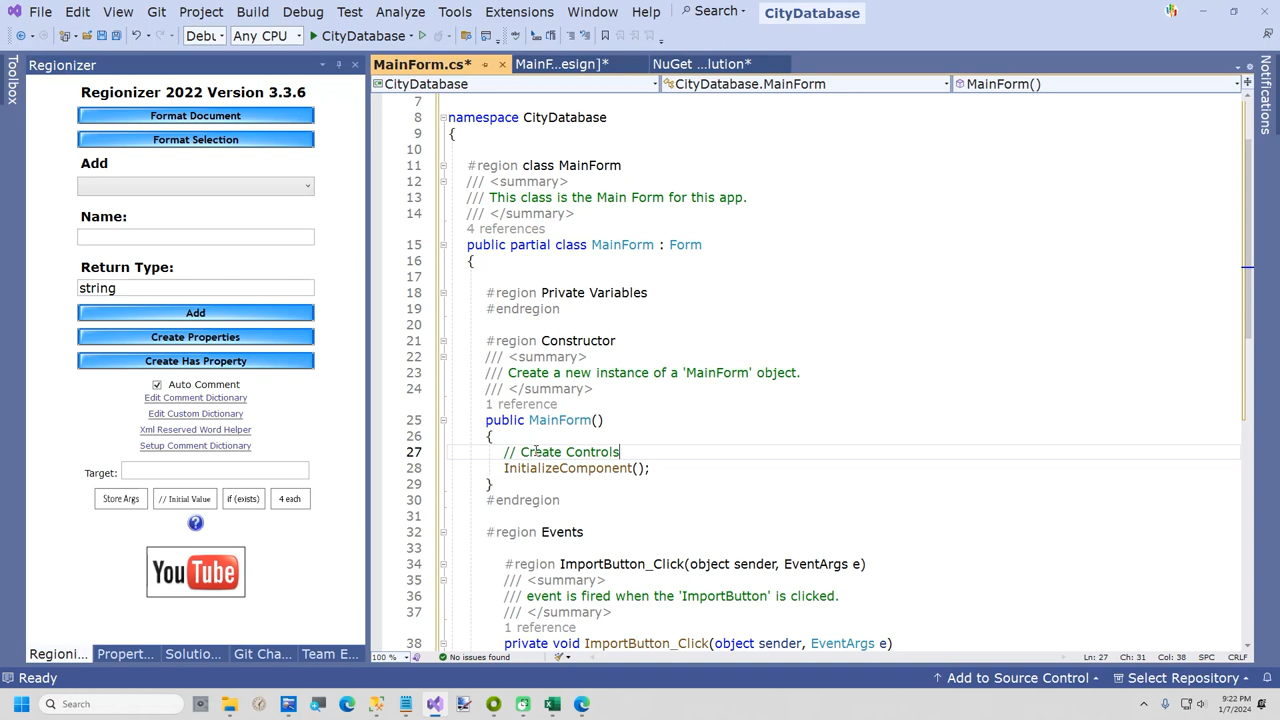 File Edit View Git Project Build Debug Test Analyze Tools Extensions Window Help Search CityDatabase
Debu Any CPU CityDatabase
Toolbox
Regionizer
Regionizer 2022 Version 3.3.6
Format Document
Format Selection
Add
Name:
Return Type:
string
Add
Create Properties
Create Has Property
Auto Comment
Edit Comment Dictionary
Edit Custom Dictionary
Xml Reserved Word Helper
Setup Comment Dictionary
Target:
Store Args // Initial Value if (exists) 4 each
?
YouTube
Regioni... Propert... Solutio... Git Cha... Team E...
MainForm.cs* MainF...esign]* NuGet ...lution*
CityDatabase CityDatabase.MainForm MainForm()
7
8 namespace CityDatabase
9 {
10
11 #region class MainForm
12 /// <summary>
13 /// This class is the Main Form for this app.
14 /// </summary>
4 references
15 public partial class MainForm : Form
16 {
17
18 #region Private Variables
19 #endregion
20
21 #region Constructor
22 /// <summary>
23 /// Create a new instance of a 'MainForm' object.
24 /// </summary>
1 reference
25 public MainForm()
26 {
27 // Create Controls
28 InitializeComponent();
29 }
30 #endregion
31
32 #region Events
33
34 #region ImportButton_Click(object sender, EventArgs e)
35 /// <summary>
36 /// event is fired when the 'ImportButton' is clicked.
37 /// </summary>
1 reference
38 private void ImportButton_Click(object sender, EventArgs e)
100 % No issues found Ln: 27 Ch: 31 Col: 38 SPC CRLF
Notifications
Ready Add to Source Control Select Repository
Search 9:22 PM
1/7/2024